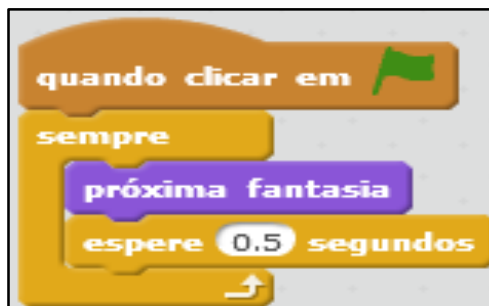 quando clicar em
sempre
próxima fantasia
espere 0.5 segundos